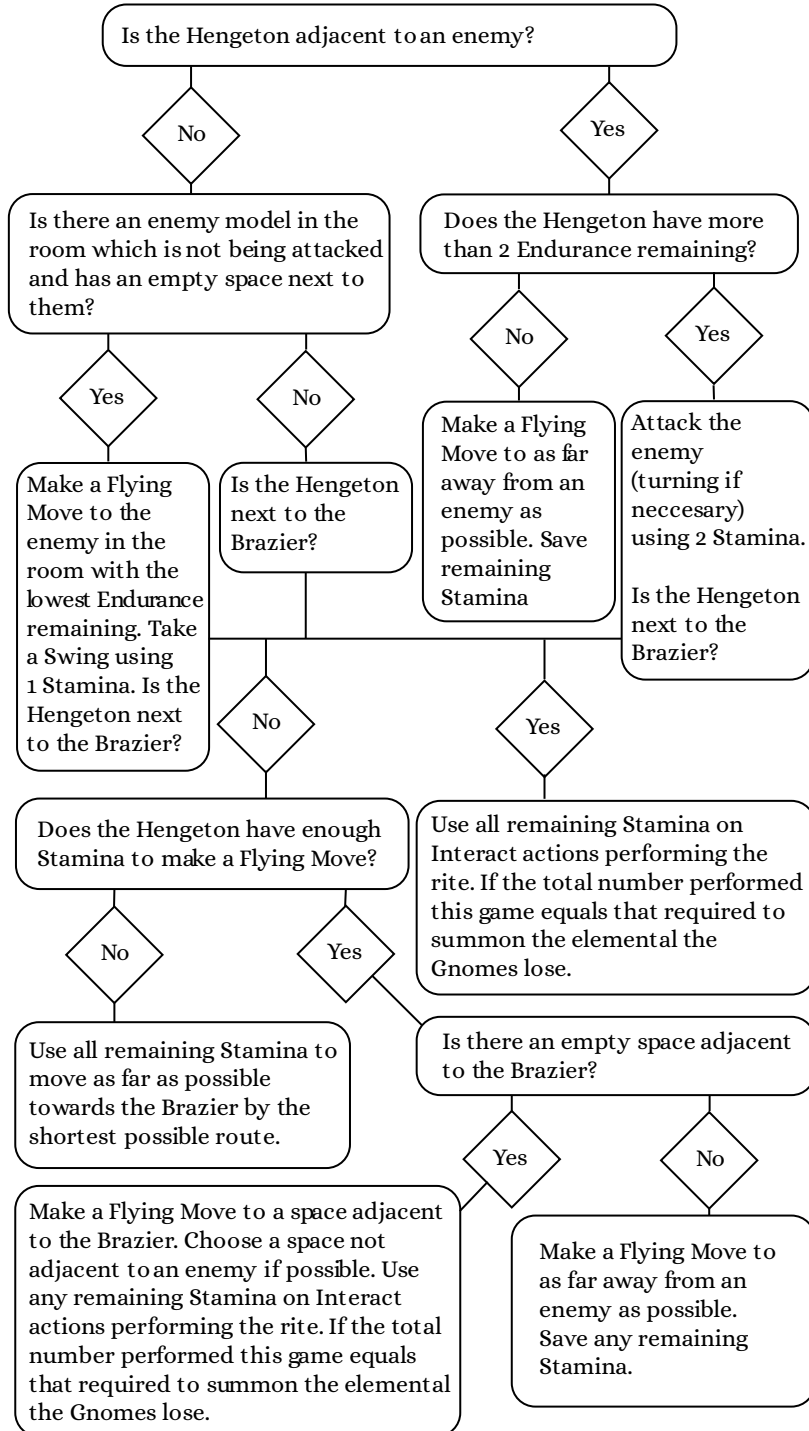 Is the Hengeton adjacent to an enemy?
No
Yes
Is there an enemy model in the
room which is not being attacked
and has an empty space next to
them?
Does the Hengeton have more
than 2 Endurance remaining?
Yes
No
No
Yes
Make a Flying
Move to the
enemy in the
room with the
lowest Endurance
remaining. Take
a Swing using
1 Stamina. Is the
Hengeton next
to the Brazier?
Is the Hengeton
next to the
Brazier?
Make a Flying
Move to as far
away from an
enemy as
possible. Save
remaining
Stamina
Attack the
enemy
(turning if
neccesary)
using 2 Stamina.
Is the Hengeton
next to the
Brazier?
No
Yes
Does the Hengeton have enough
Stamina to make a Flying Move?
Use all remaining Stamina on
Interact actions performing the
rite. If the total number performed
this game equals that required to
summon the elemental the
Gnomes lose.
No
Yes
Use all remaining Stamina to
move as far as possible
towards the Brazier by the
shortest possible route.
Is there an empty space adjacent
to the Brazier?
Yes
No
Make a Flying Move to a space adjacent
to the Brazier. Choose a space not
adjacent to an enemy if possible. Use
any remaining Stamina on Interact
actions performing the rite. If the total
number performed this game equals
that required to summon the elemental
the Gnomes lose.
Make a Flying Move to
as far away from an
enemy as possible.
Save any remaining
Stamina.